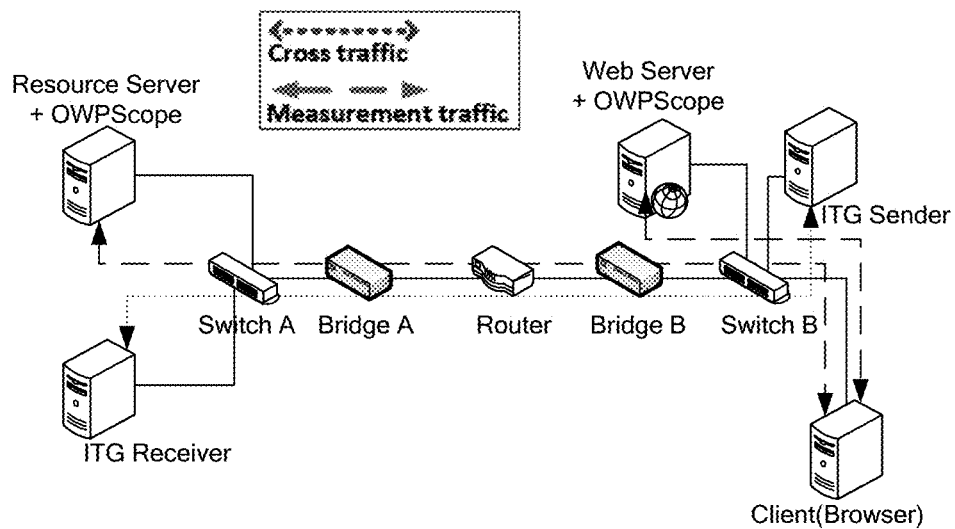 Cross traffic
Measurement traffic
Resource Server
+ OWPScope
Web Server
+ OWPScope
ITG Sender
Switch A
Bridge A
Router
Bridge B
Switch B
ITG Receiver
Client(Browser)